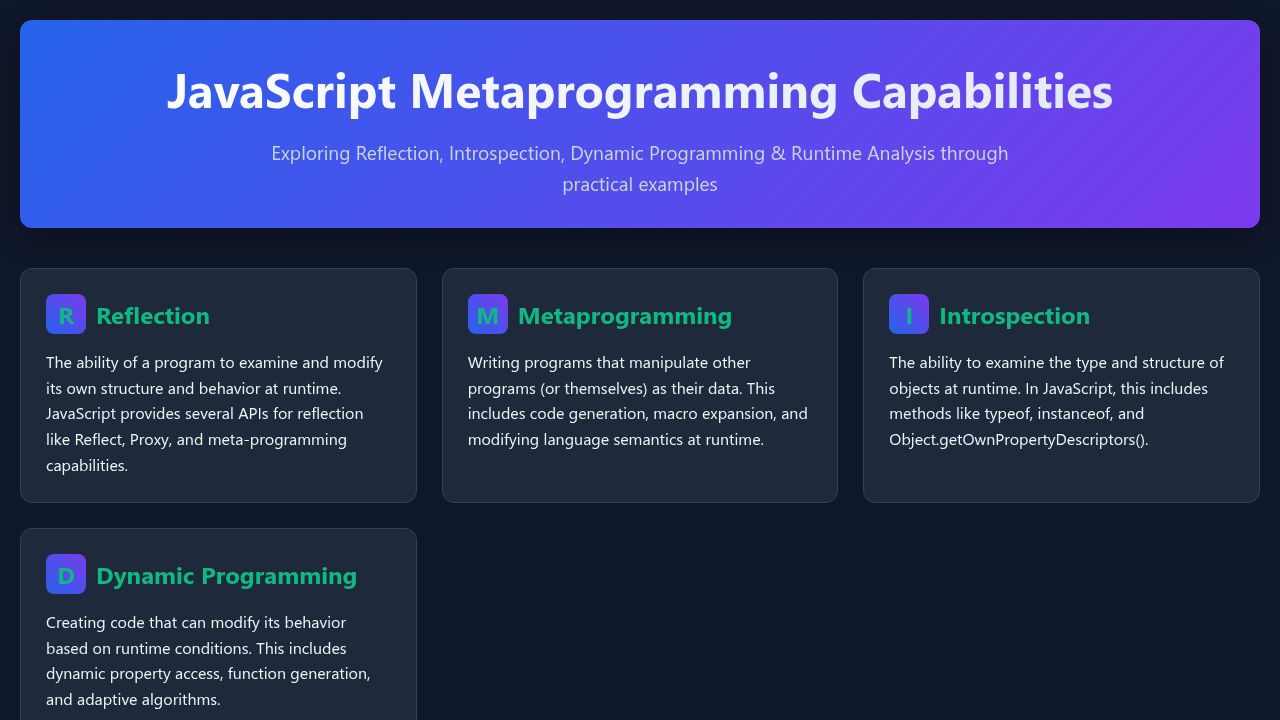 JavaScript Metaprogramming Capabilities
Exploring Reflection, Introspection, Dynamic Programming & Runtime Analysis through
practical examples
R Reflection
The ability of a program to examine and modify
its own structure and behavior at runtime.
JavaScript provides several APIs for reflection
like Reflect, Proxy, and meta-programming
capabilities.
M Metaprogramming
Writing programs that manipulate other
programs (or themselves) as their data. This
includes code generation, macro expansion, and
modifying language semantics at runtime.
I Introspection
The ability to examine the type and structure of
objects at runtime. In JavaScript, this includes
methods like typeof, instanceof, and
Object.getOwnPropertyDescriptors().
D Dynamic Programming
Creating code that can modify its behavior
based on runtime conditions. This includes
dynamic property access, function generation,
and adaptive algorithms.